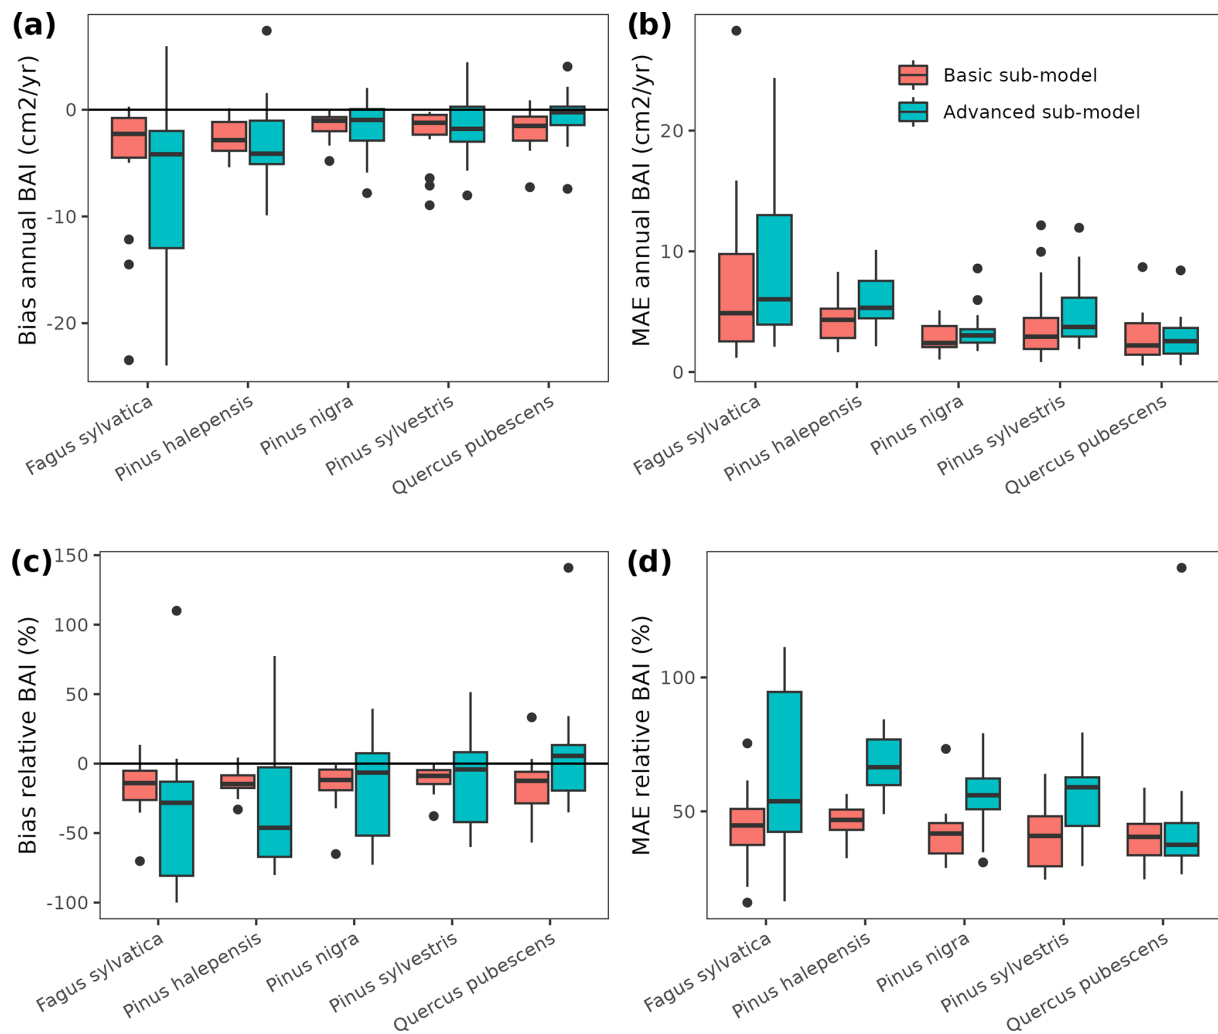 (a)
Bias annual BAI (cm2/yr)
0
-10
-20
Fagus sylvatica
Pinus halepensis
Pinus nigra
Pinus sylvestris
Quercus pubescens
(b)
MAE annual BAI (cm2/yr)
20
10
0
Basic sub-model
Advanced sub-model
Fagus sylvatica
Pinus halepensis
Pinus nigra
Pinus sylvestris
Quercus pubescens
(c)
Bias relative BAI (%)
150
100
50
0
-50
-100
Fagus sylvatica
Pinus halepensis
Pinus nigra
Pinus sylvestris
Quercus pubescens
(d)
MAE relative BAI (%)
100
50
Fagus sylvatica
Pinus halepensis
Pinus nigra
Pinus sylvestris
Quercus pubescens